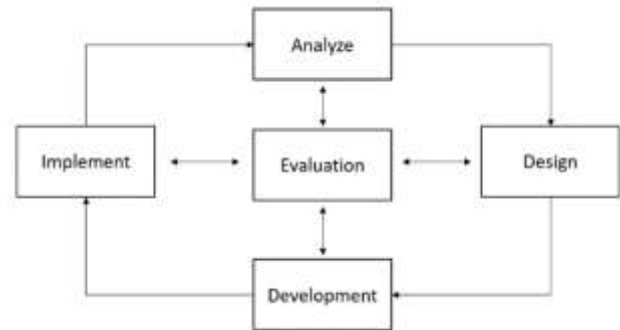 Analyze
Implement
Evaluation
Design
Development